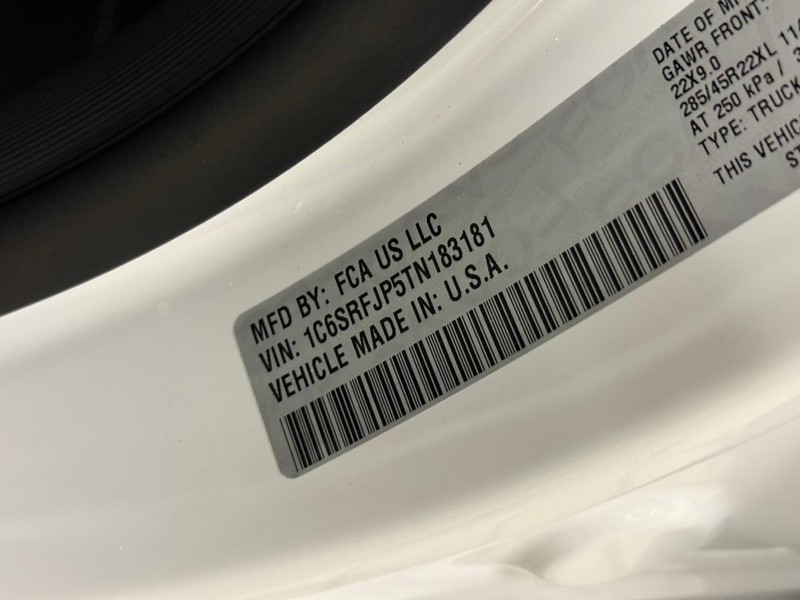 MFD BY: FCA US LLC
VIN: 1C6SRFJP5TN183181
VEHICLE MADE IN: U.S.A.
DATE OF
GAWR FRONT:
22X9.0
285/45R22XL
AT 250 kPa /
TYPE: TRUCK
THIS